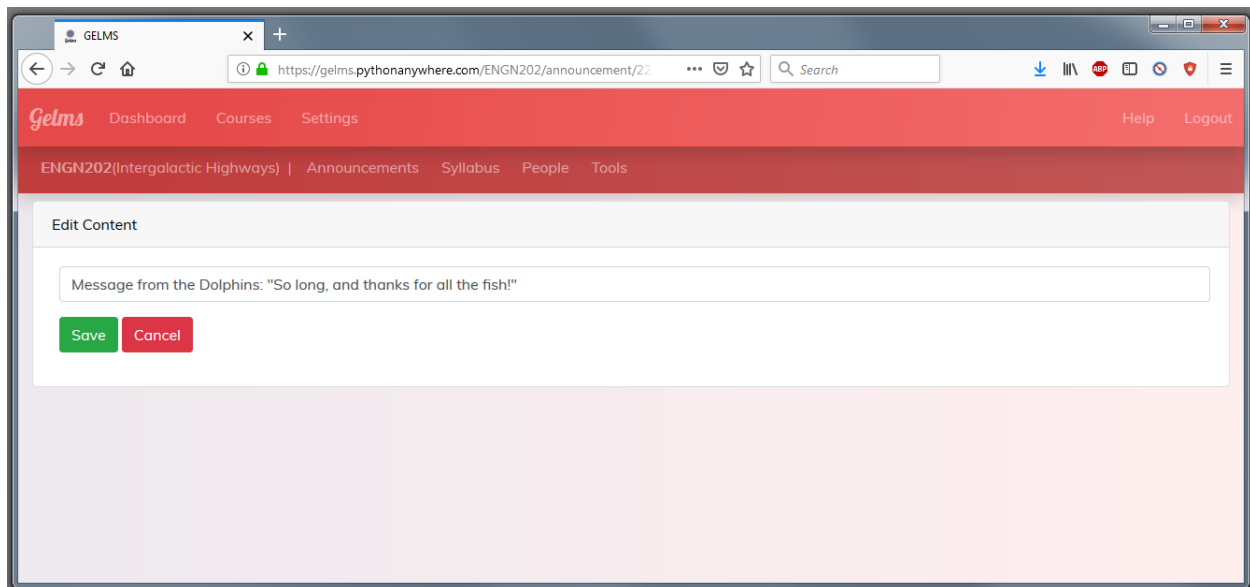 GELMS
https://gelms.pythonanywhere.com/ENGN202/announcement/22
Search
ABP
Gelms Dashboard Courses Settings Help Logout
ENGN202(Intergalactic Highways) | Announcements Syllabus People Tools
Edit Content
Message from the Dolphins: "So long, and thanks for all the fish!"
Save Cancel